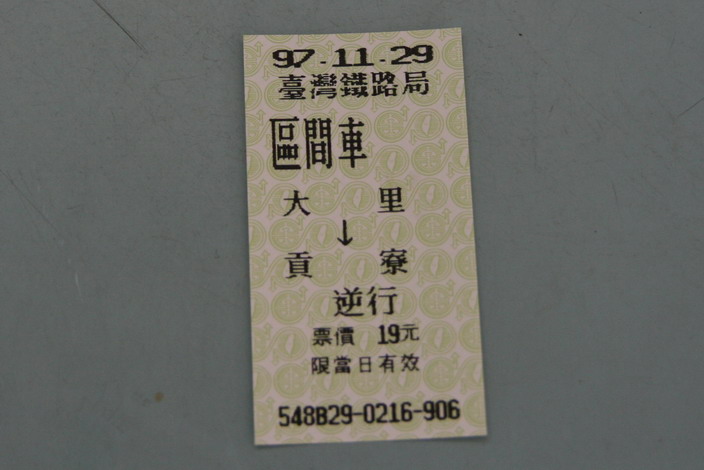 97.11.29
臺灣鐵路局
區間車
大 里
↓
貢 寮
逆行
票價 19元
限當日有效
548B29-0216-906